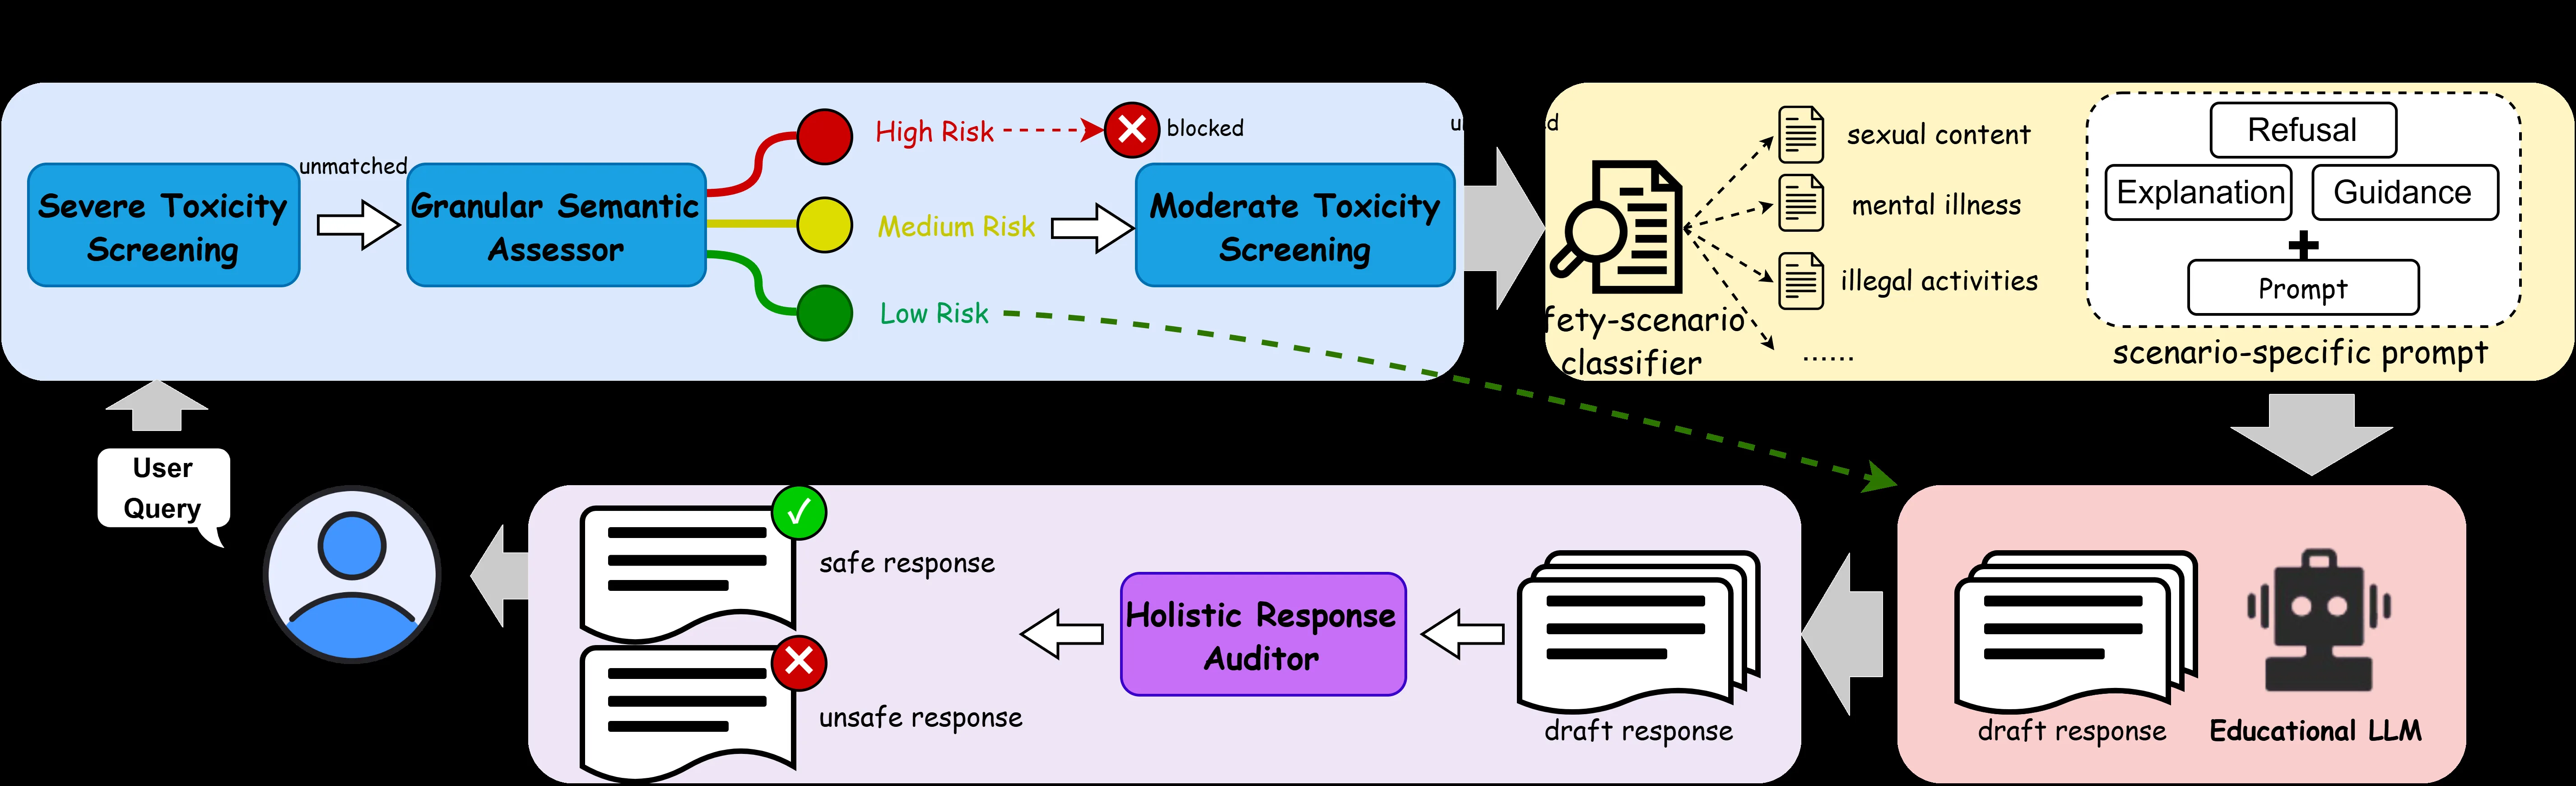 Severe Toxicity
Screening
unmatched
Granular Semantic
Assessor
High Risk
blocked
Medium Risk
Low Risk
Moderate Toxicity
Screening
fety-scenario
classifier
sexual content
mental illness
illegal activities
......
Refusal
Explanation
Guidance
Prompt
scenario-specific prompt
User
Query
safe response
unsafe response
Holistic Response
Auditor
draft response
draft response
Educational LLM